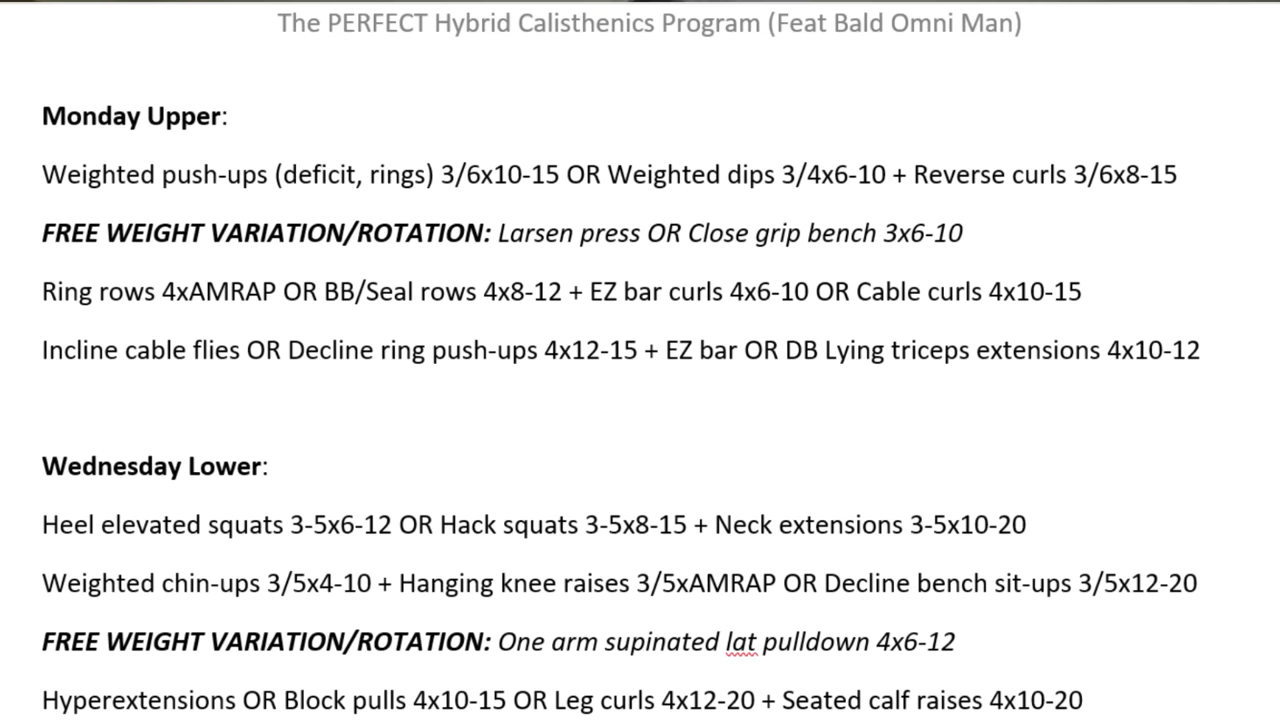 The PERFECT Hybrid Calisthenics Program (Feat Bald Omni Man)
Monday Upper:
Weighted push-ups (deficit, rings) 3/6x10-15 OR Weighted dips 3/4x6-10 + Reverse curls 3/6x8-15
FREE WEIGHT VARIATION/ROTATION: Larsen press OR Close grip bench 3x6-10
Ring rows 4xAMRAP OR BB/Seal rows 4x8-12 + EZ bar curls 4x6-10 OR Cable curls 4x10-15
Incline cable flies OR Decline ring push-ups 4x12-15 + EZ bar OR DB Lying triceps extensions 4x10-12
Wednesday Lower:
Heel elevated squats 3-5x6-12 OR Hack squats 3-5x8-15 + Neck extensions 3-5x10-20
Weighted chin-ups 3/5x4-10 + Hanging knee raises 3/5xAMRAP OR Decline bench sit-ups 3/5x12-20
FREE WEIGHT VARIATION/ROTATION: One arm supinated lat pulldown 4x6-12
Hyperextensions OR Block pulls 4x10-15 OR Leg curls 4x12-20 + Seated calf raises 4x10-20